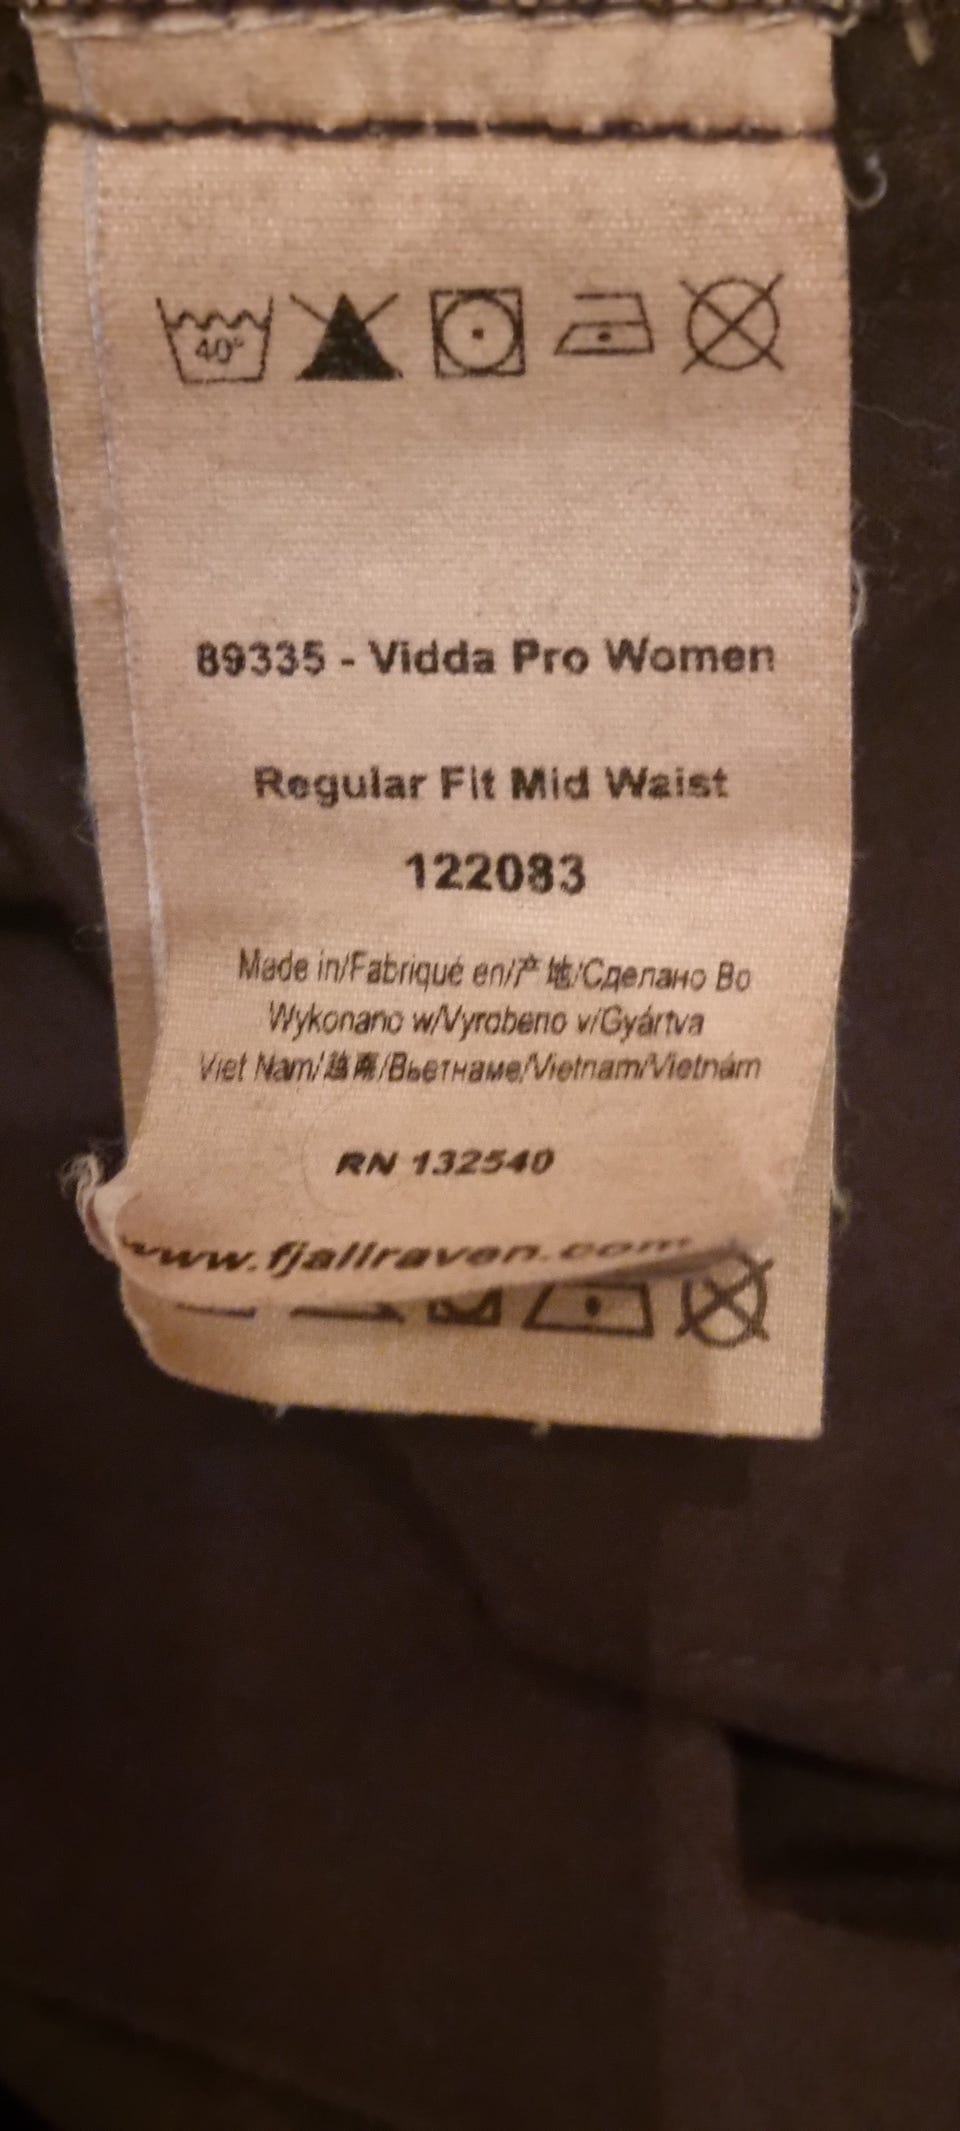 40°
89335 - Vidda Pro Women
Regular Fit Mid Waist
122083
Made in/Fabriqué en/产地/Сделано Во
Wykonano w/Vyrobeno v/Gyártva
Viet Nam/越南/Вьетнаме/Vietnam/Vietnám
RN 132540
www.fjallraven.com